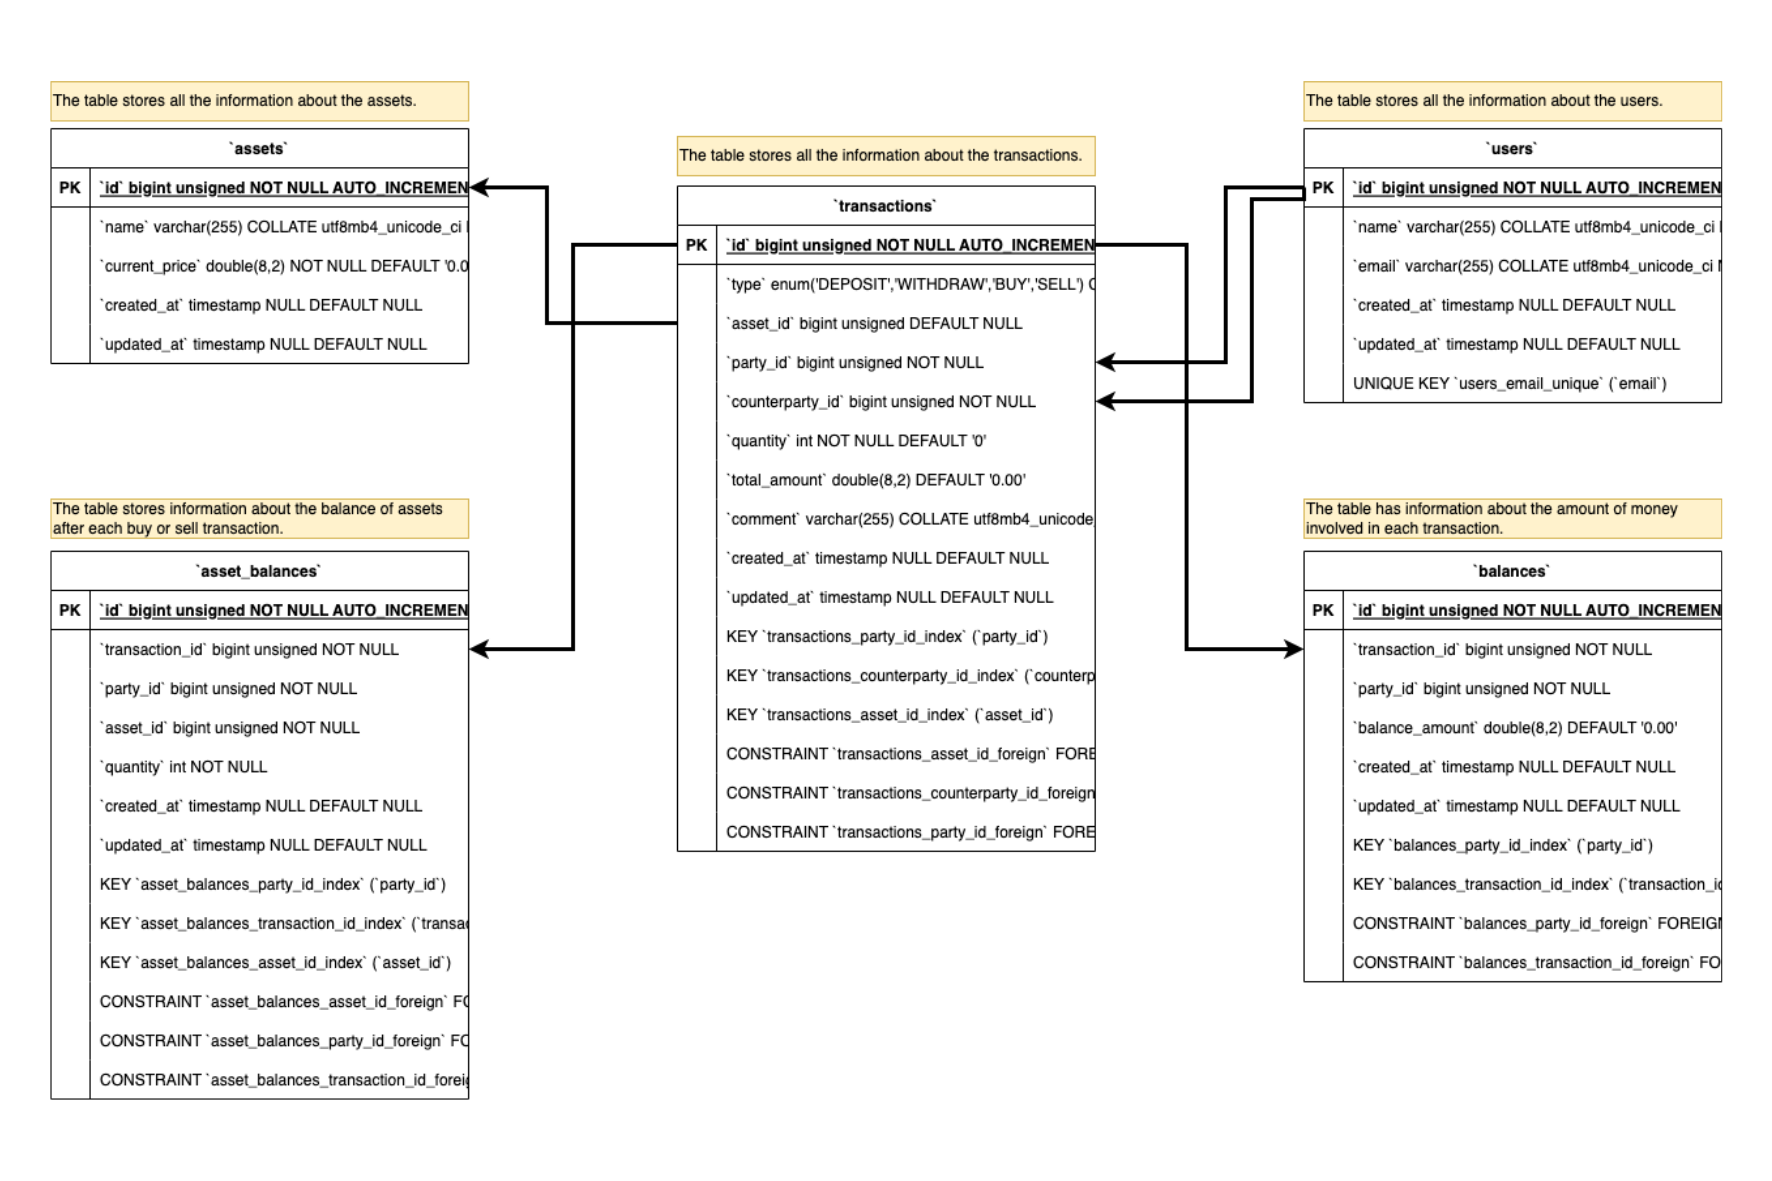 The table stores all the information about the assets.
`assets`
PK `id` bigint unsigned NOT NULL AUTO_INCREMEN
`name` varchar(255) COLLATE utf8mb4_unicode_ci
`current_price` double(8,2) NOT NULL DEFAULT '0.0
`created_at` timestamp NULL DEFAULT NULL
`updated_at` timestamp NULL DEFAULT NULL
The table stores information about the balance of assets
after each buy or sell transaction.
`asset_balances`
PK `id` bigint unsigned NOT NULL AUTO_INCREMEN
`transaction_id` bigint unsigned NOT NULL
`party_id` bigint unsigned NOT NULL
`asset_id` bigint unsigned NOT NULL
`quantity` int NOT NULL
`created_at` timestamp NULL DEFAULT NULL
`updated_at` timestamp NULL DEFAULT NULL
KEY `asset_balances_party_id_index` (`party_id`)
KEY `asset_balances_transaction_id_index` (`transac
KEY `asset_balances_asset_id_index` (`asset_id`)
CONSTRAINT `asset_balances_asset_id_foreign` FO
CONSTRAINT `asset_balances_party_id_foreign` FO
CONSTRAINT `asset_balances_transaction_id_foreig
The table stores all the information about the transactions.
`transactions`
PK `id` bigint unsigned NOT NULL AUTO_INCREMEN
`type` enum('DEPOSIT','WITHDRAW','BUY','SELL') C
`asset_id` bigint unsigned DEFAULT NULL
`party_id` bigint unsigned NOT NULL
`counterparty_id` bigint unsigned NOT NULL
`quantity` int NOT NULL DEFAULT '0'
`total_amount` double(8,2) DEFAULT '0.00'
`comment` varchar(255) COLLATE utf8mb4_unicode_
`created_at` timestamp NULL DEFAULT NULL
`updated_at` timestamp NULL DEFAULT NULL
KEY `transactions_party_id_index` (`party_id`)
KEY `transactions_counterparty_id_index` (`counterp
KEY `transactions_asset_id_index` (`asset_id`)
CONSTRAINT `transactions_asset_id_foreign` FORE
CONSTRAINT `transactions_counterparty_id_foreign
CONSTRAINT `transactions_party_id_foreign` FORE
The table stores all the information about the users.
`users`
PK `id` bigint unsigned NOT NULL AUTO_INCREMEN
`name` varchar(255) COLLATE utf8mb4_unicode_ci
`email` varchar(255) COLLATE utf8mb4_unicode_ci N
`created_at` timestamp NULL DEFAULT NULL
`updated_at` timestamp NULL DEFAULT NULL
UNIQUE KEY `users_email_unique` (`email`)
The table has information about the amount of money
involved in each transaction.
`balances`
PK `id` bigint unsigned NOT NULL AUTO_INCREMEN
`transaction_id` bigint unsigned NOT NULL
`party_id` bigint unsigned NOT NULL
`balance_amount` double(8,2) DEFAULT '0.00'
`created_at` timestamp NULL DEFAULT NULL
`updated_at` timestamp NULL DEFAULT NULL
KEY `balances_party_id_index` (`party_id`)
KEY `balances_transaction_id_index` (`transaction_id
CONSTRAINT `balances_party_id_foreign` FOREIGN
CONSTRAINT `balances_transaction_id_foreign` FO